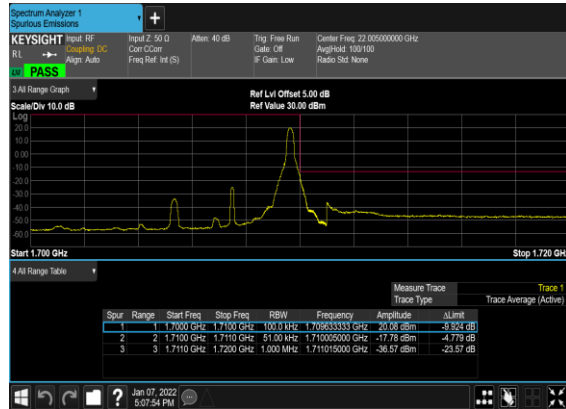 Spectrum Analyzer 1
Spurious Emissions
KEYSIGHT Input: RF Input Z: 50 Ω Atten: 40 dB Trig: Free Run Center Freq: 22.005000000 GHz
RL Coupling: DC Corr CCorr Gate: Off Avg|Hold: 100/100
Align: Auto Freq Ref: Int (S) IF Gain: Low Radio Std: None
PASS
3 All Range Graph
Ref Lvl Offset 5.00 dB
Scale/Div 10.0 dB Ref Value 30.00 dBm
Log
20.0
10.0
0.00
-10.0
-20.0
-30.0
-40.0
-50.0
-60.0
Start 1.700 GHz Stop 1.720 GH
4 All Range Table
Measure Trace Trace 1
Trace Type Trace Average (Active)
Spur Range Start Freq Stop Freq RBW Frequency Amplitude ΔLimit
1 1 1.7000 GHz 1.7100 GHz 100.0 kHz 1.709633333 GHz 20.08 dBm -9.924 dB
2 2 1.7100 GHz 1.7110 GHz 51.00 kHz 1.710005000 GHz -17.78 dBm -4.779 dB
3 3 1.7110 GHz 1.7200 GHz 1.000 MHz 1.711015000 GHz -36.57 dBm -23.57 dB
? Jan 07, 2022
5:07:54 PM